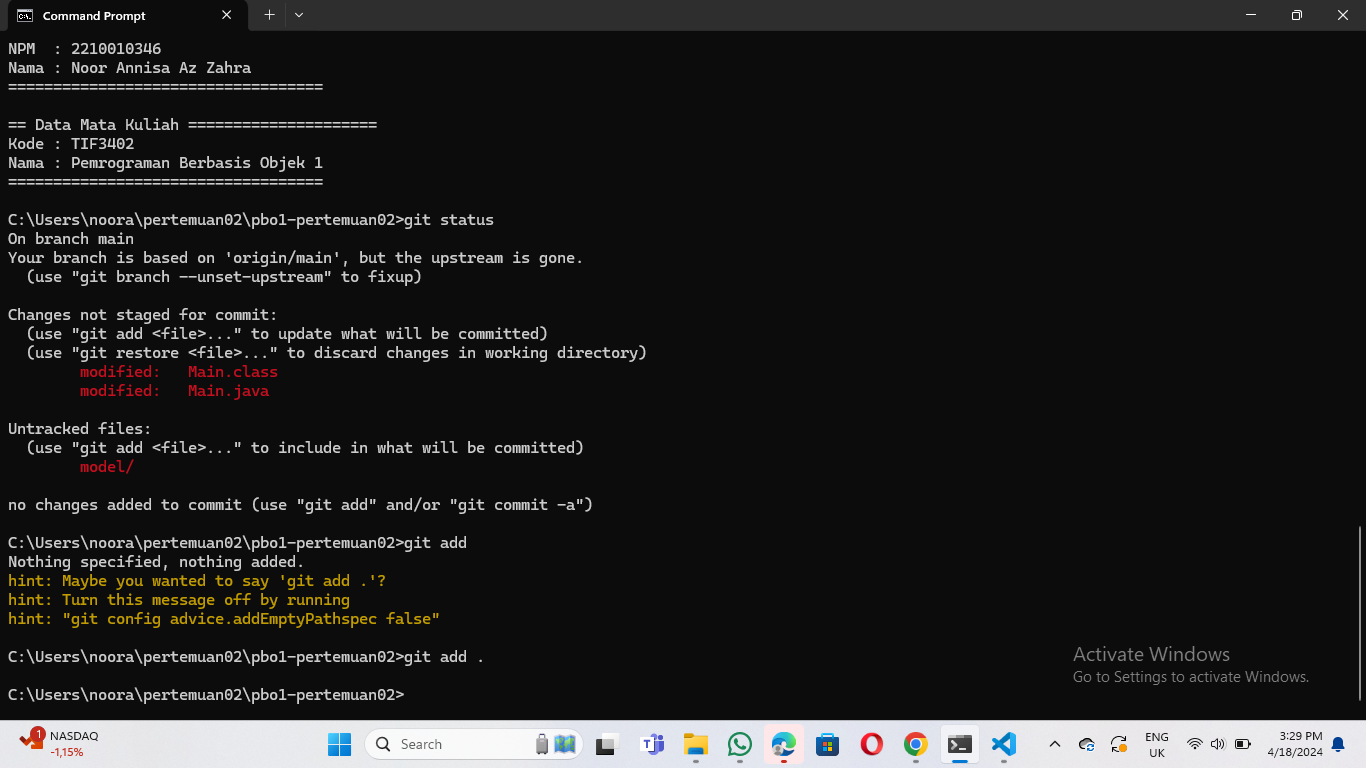 Command Prompt
NPM  : 2210010346
Nama : Noor Annisa Az Zahra
===================================
== Data Mata Kuliah =====================
Kode : TIF3402
Nama : Pemrograman Berbasis Objek 1
===================================
C:\Users\noora\pertemuan02\pbo1-pertemuan02>git status
On branch main
Your branch is based on 'origin/main', but the upstream is gone.
  (use "git branch --unset-upstream" to fixup)
Changes not staged for commit:
  (use "git add <file>..." to update what will be committed)
  (use "git restore <file>..." to discard changes in working directory)
        modified:   Main.class
        modified:   Main.java
Untracked files:
  (use "git add <file>..." to include in what will be committed)
        model/
no changes added to commit (use "git add" and/or "git commit -a")
C:\Users\noora\pertemuan02\pbo1-pertemuan02>git add
Nothing specified, nothing added.
hint: Maybe you wanted to say 'git add .'?
hint: Turn this message off by running
hint: "git config advice.addEmptyPathspec false"
C:\Users\noora\pertemuan02\pbo1-pertemuan02>git add .
C:\Users\noora\pertemuan02\pbo1-pertemuan02>
Activate Windows
Go to Settings to activate Windows.
1
NASDAQ
-1,15%
Search
ENG
UK
3:29 PM
4/18/2024